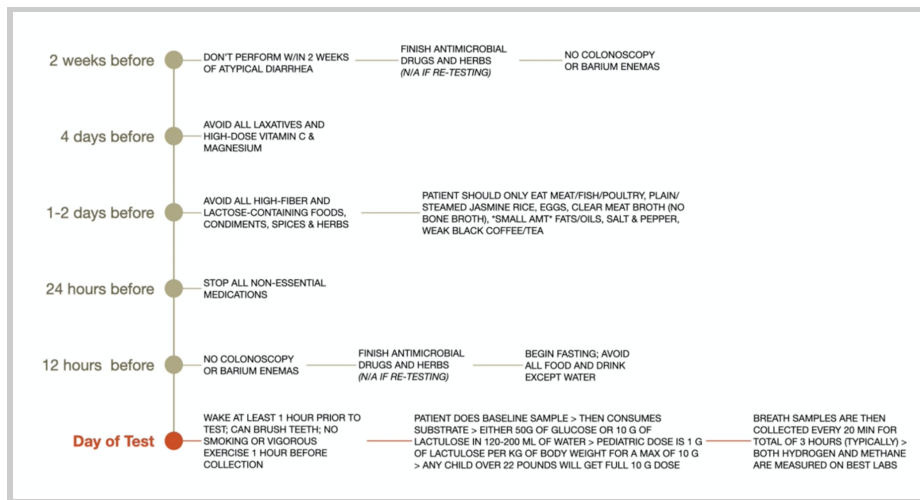 2 weeks before
DON'T PERFORM W/IN 2 WEEKS
OF ATYPICAL DIARRHEA
FINISH ANTIMICROBIAL
DRUGS AND HERBS
(N/A IF RE-TESTING)
NO COLONOSCOPY
OR BARIUM ENEMAS
4 days before
AVOID ALL LAXATIVES AND
HIGH-DOSE VITAMIN C &
MAGNESIUM
1-2 days before
AVOID ALL HIGH-FIBER AND
LACTOSE-CONTAINING FOODS,
CONDIMENTS, SPICES & HERBS
PATIENT SHOULD ONLY EAT MEAT/FISH/POULTRY, PLAIN/
STEAMED JASMINE RICE, EGGS, CLEAR MEAT BROTH (NO
BONE BROTH), *SMALL AMT* FATS/OILS, SALT & PEPPER,
WEAK BLACK COFFEE/TEA
24 hours before
STOP ALL NON-ESSENTIAL
MEDICATIONS
12 hours before
NO COLONOSCOPY
OR BARIUM ENEMAS
FINISH ANTIMICROBIAL
DRUGS AND HERBS
(N/A IF RE-TESTING)
BEGIN FASTING; AVOID
ALL FOOD AND DRINK
EXCEPT WATER
Day of Test
WAKE AT LEAST 1 HOUR PRIOR TO
TEST; CAN BRUSH TEETH; NO
SMOKING OR VIGOROUS
EXERCISE 1 HOUR BEFORE
COLLECTION
PATIENT DOES BASELINE SAMPLE > THEN CONSUMES
SUBSTRATE > EITHER 50G OF GLUCOSE OR 10 G OF
LACTULOSE IN 120-200 ML OF WATER > PEDIATRIC DOSE IS 1 G
OF LACTULOSE PER KG OF BODY WEIGHT FOR A MAX OF 10 G
> ANY CHILD OVER 22 POUNDS WILL GET FULL 10 G DOSE
BREATH SAMPLES ARE THEN
COLLECTED EVERY 20 MIN FOR
TOTAL OF 3 HOURS (TYPICALLY) >
BOTH HYDROGEN AND METHANE
ARE MEASURED ON BEST LABS